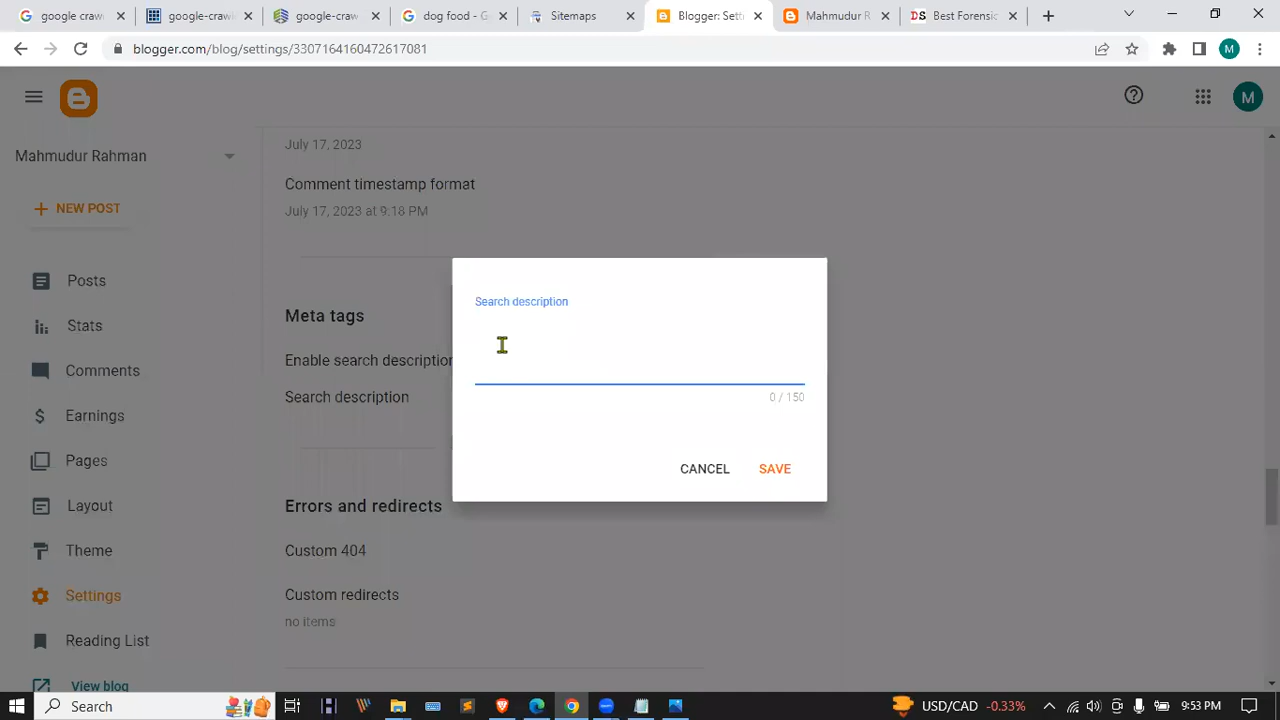 google crawl
google-crawl
google-craw
dog food - G
Sitemaps
Blogger: Sett
Mahmudur R
Best Forensic
blogger.com/blog/settings/3307164160472617081
M
M
Mahmudur Rahman
NEW POST
Posts
Stats
Comments
Earnings
Pages
Layout
Theme
Settings
Reading List
View blog
July 17, 2023
Comment timestamp format
July 17, 2023 at 9:18 PM
Meta tags
Enable search description
Search description
Errors and redirects
Custom 404
Custom redirects
no items
Search description
0 / 150
CANCEL
SAVE
Search
USD/CAD -0.33%
9:53 PM